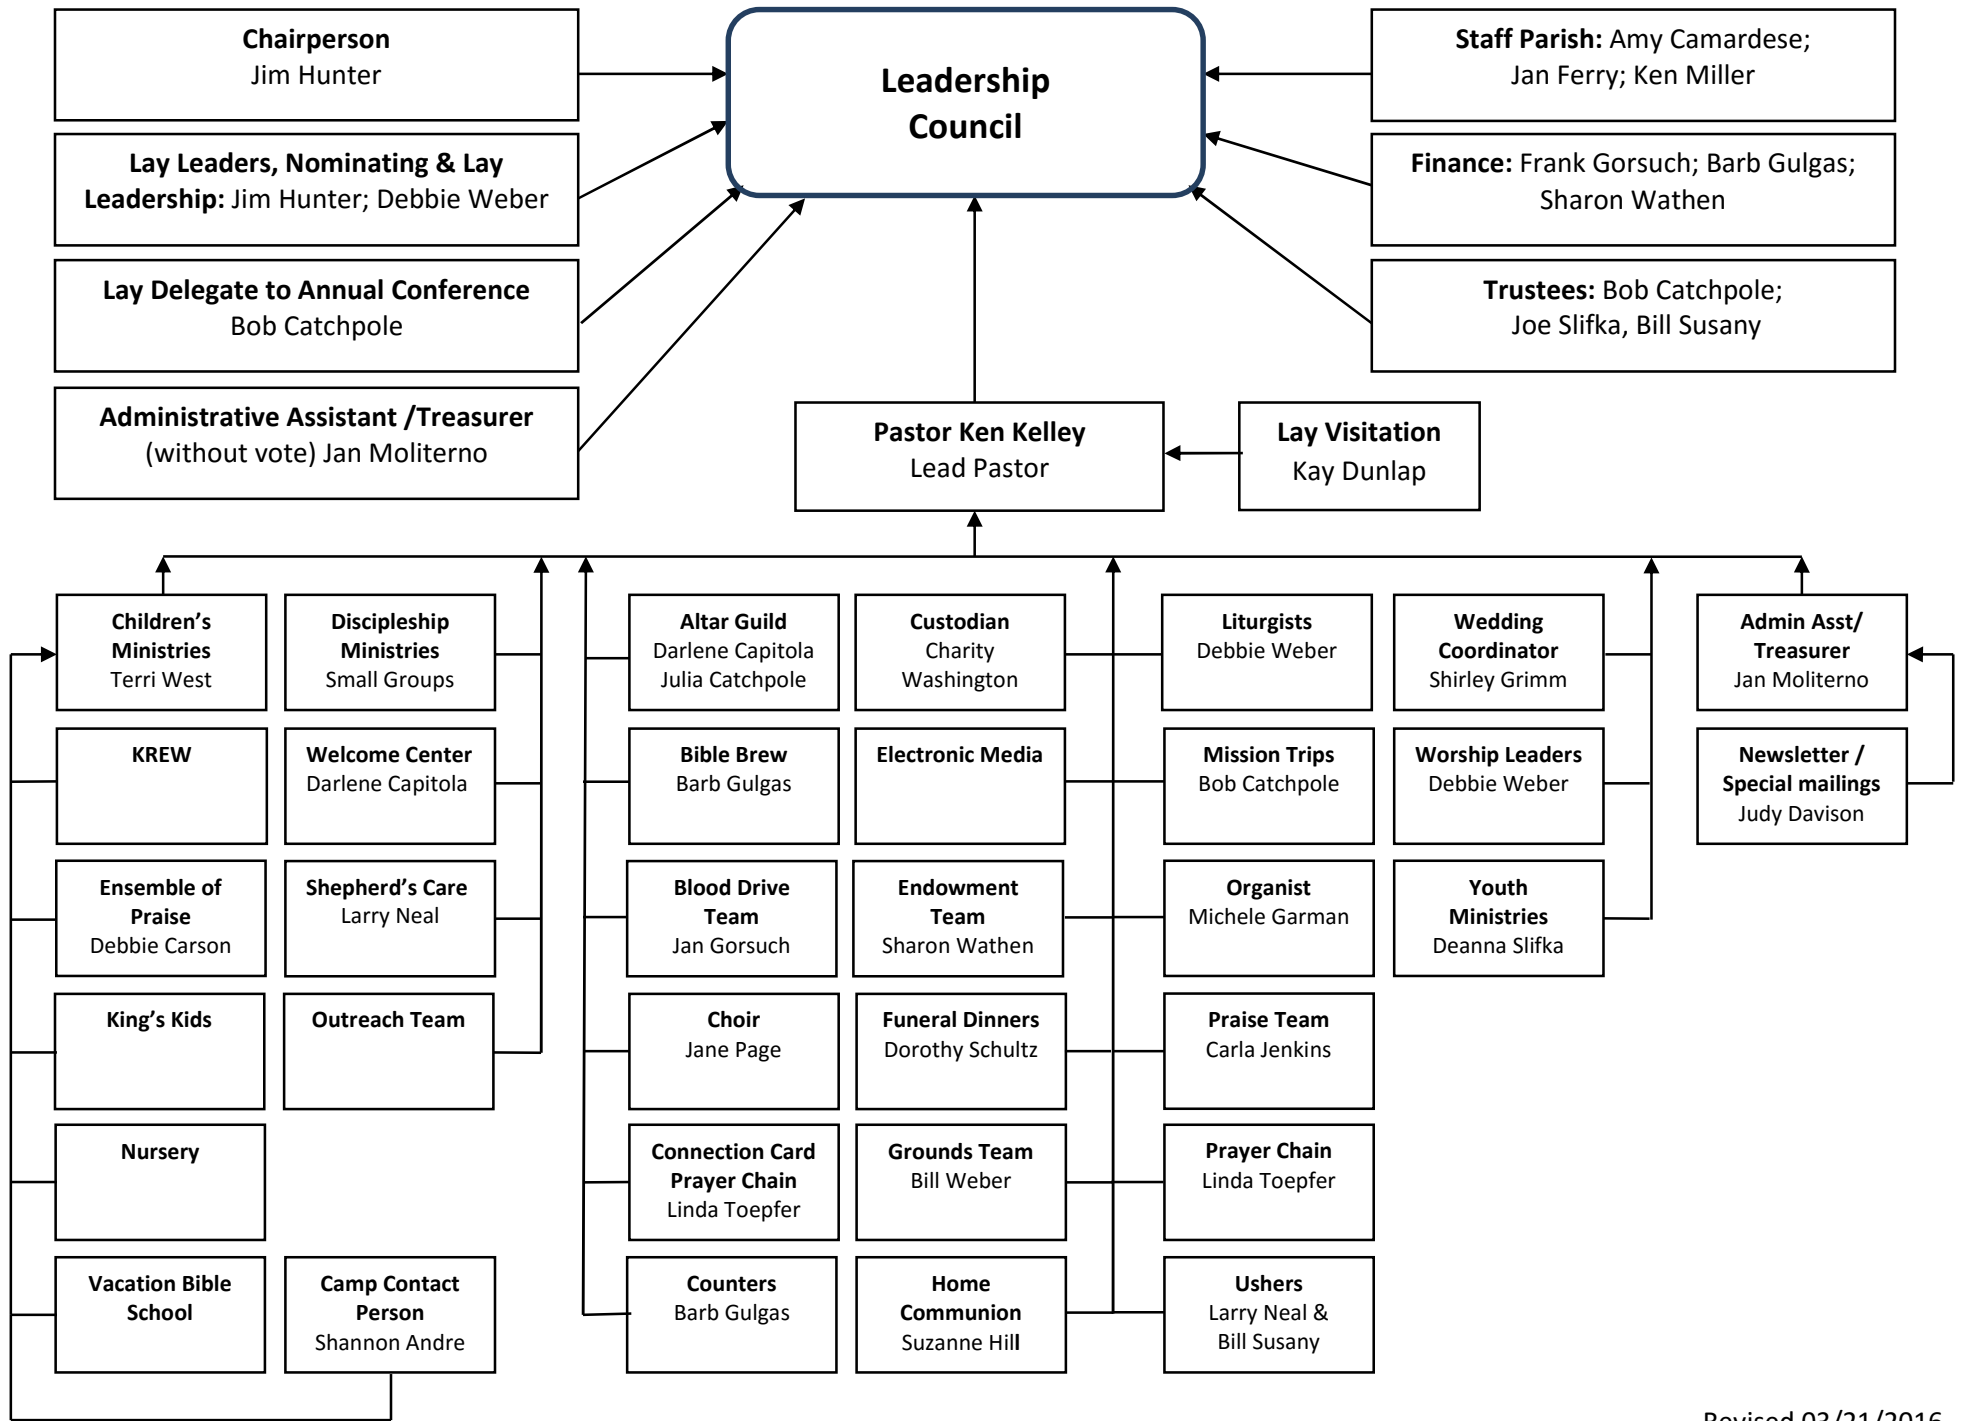 Chairperson
Jim Hunter
Lay Leaders, Nominating & Lay
Leadership: Jim Hunter; Debbie Weber
Lay Delegate to Annual Conference
Bob Catchpole
Administrative Assistant /Treasurer
(without vote) Jan Moliterno
Leadership
Council
Staff Parish: Amy Camardese;
Jan Ferry; Ken Miller
Finance: Frank Gorsuch; Barb Gulgas;
Sharon Wathen
Trustees: Bob Catchpole;
Joe Slifka, Bill Susany
Pastor Ken Kelley
Lead Pastor
Lay Visitation
Kay Dunlap
Children’s
Ministries
Terri West
Discipleship
Ministries
Small Groups
Altar Guild
Darlene Capitola
Julia Catchpole
Custodian
Charity
Washington
Liturgists
Debbie Weber
Wedding
Coordinator
Shirley Grimm
Admin Asst/
Treasurer
Jan Moliterno
KREW
Welcome Center
Darlene Capitola
Bible Brew
Barb Gulgas
Electronic Media
Mission Trips
Bob Catchpole
Worship Leaders
Debbie Weber
Newsletter /
Special mailings
Judy Davison
Ensemble of
Praise
Debbie Carson
Shepherd’s Care
Larry Neal
Blood Drive
Team
Jan Gorsuch
Endowment
Team
Sharon Wathen
Organist
Michele Garman
Youth
Ministries
Deanna Slifka
King’s Kids
Outreach Team
Choir
Jane Page
Funeral Dinners
Dorothy Schultz
Praise Team
Carla Jenkins
Nursery
Connection Card
Prayer Chain
Linda Toepfer
Grounds Team
Bill Weber
Prayer Chain
Linda Toepfer
Vacation Bible
School
Camp Contact
Person
Shannon Andre
Counters
Barb Gulgas
Home
Communion
Suzanne Hill
Ushers
Larry Neal &
Bill Susany
Revised 03/21/2016